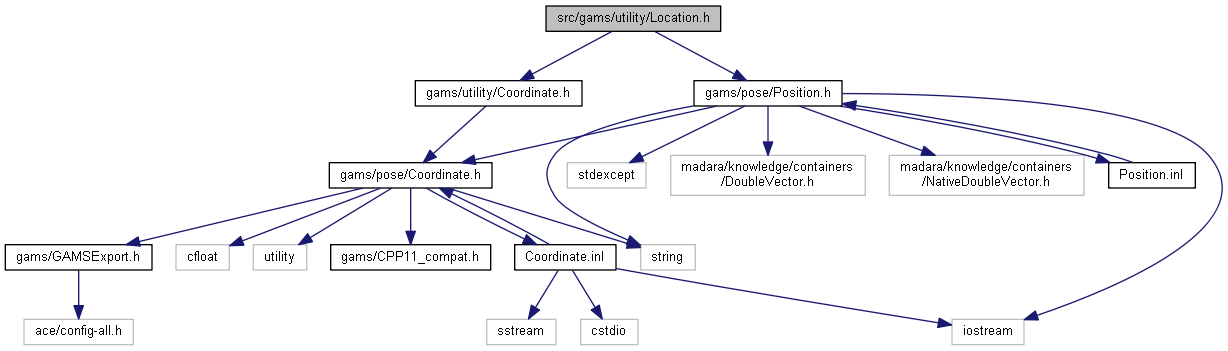 src/gams/utility/Location.h
gams/utility/Coordinate.h
gams/pose/Position.h
gams/pose/Coordinate.h
stdexcept
madara/knowledge/containers
/DoubleVector.h
madara/knowledge/containers
/NativeDoubleVector.h
Position.inl
gams/GAMSExport.h
cfloat
utility
gams/CPP11_compat.h
Coordinate.inl
string
ace/config-all.h
sstream
cstdio
iostream